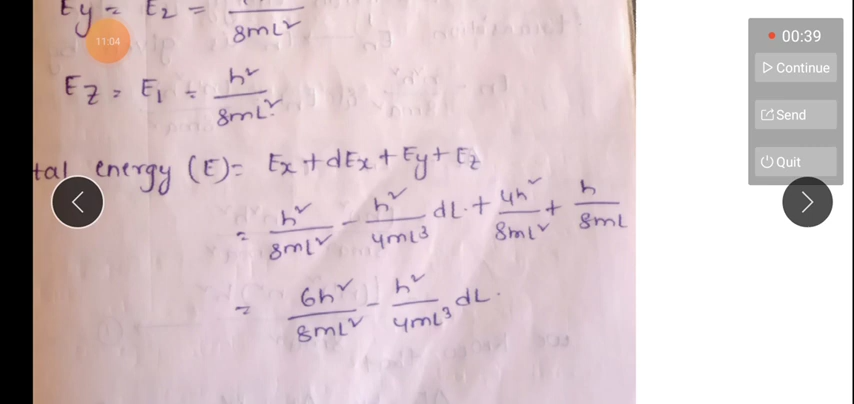 Ey = E2 =
8mL²
11:04
Ez = E1 = h²/8mL²
tal energy (E) = Ex + dEx + Ey + Ez
= h²/8mL² - h²/4mL³ dL + 4h²/8mL² + h/8mL
= 6h²/8mL² - h²/4mL³ dL.
00:39
Continue
Send
Quit